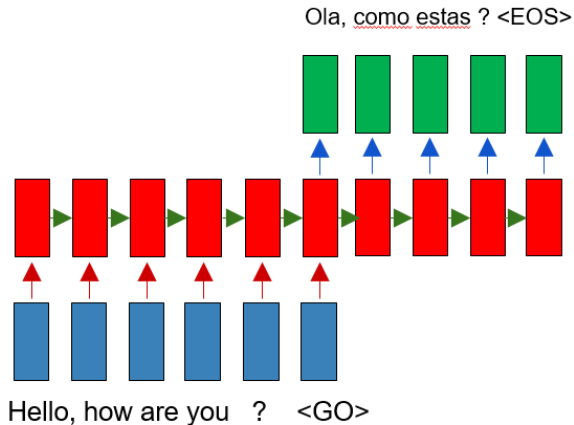 Ola, como estas ? <EOS>
Hello, how are you ? <GO>